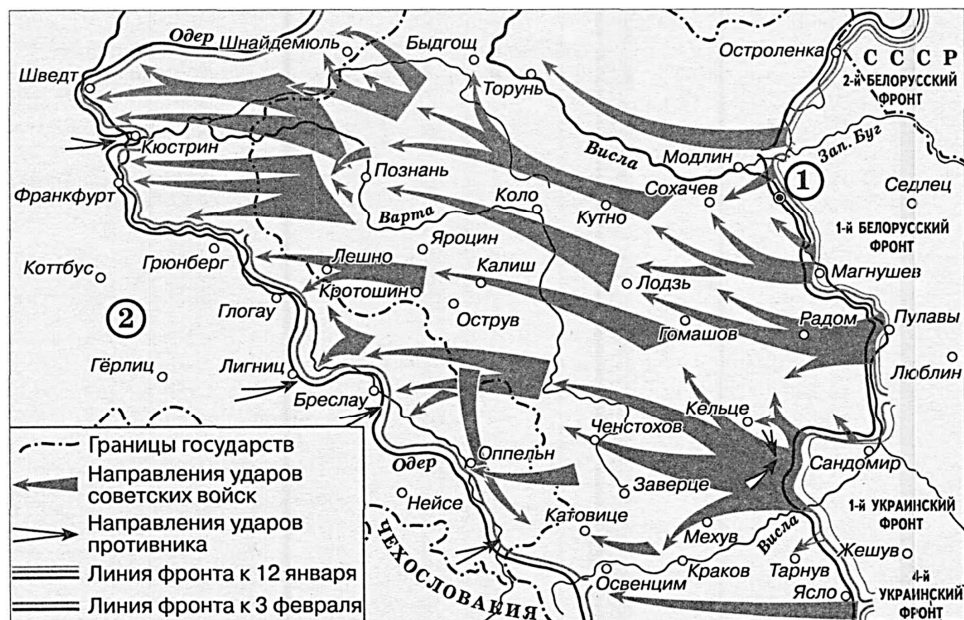 Одер
Шнайдемюль
Быдгощ
Остроленка
С С С Р
2-й БЕЛОРУССКИЙ
ФРОНТ
Шведт
Торунь
Кюстрин
Висла
Модлин
Зап. Буг
Франкфурт
Познань
Варта
Коло
Кутно
Сохачев
1
Седлец
1-й БЕЛОРУССКИЙ
ФРОНТ
Коттбус
Грюнберг
Лешно
Яроцин
Калиш
Лодзь
Магнушев
2
Глогау
Кротошин
Острув
Гомашов
Радом
Пулавы
Гёрлиц
Лигниц
Бреслау
Люблин
Кельце
Ченстохов
Сандомир
Одер
Оппельн
Нейсе
Заверце
1-й УКРАИНСКИЙ
ФРОНТ
Катовице
Мехув
Висла
Жешув
ЧЕХОСЛОВАКИЯ
Освенцим
Краков
Тарнув
Ясло
4-й
УКРАИНСКИЙ
ФРОНТ
Границы государств
Направления ударов
советских войск
Направления ударов
противника
Линия фронта к 12 января
Линия фронта к 3 февраля